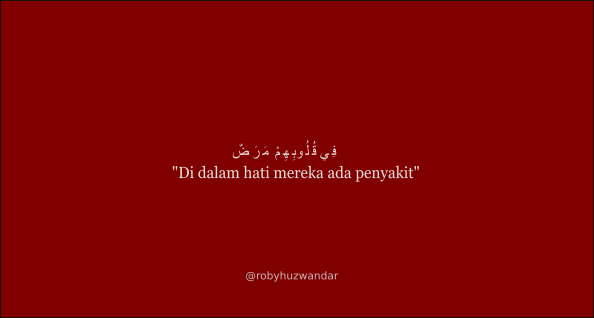 فِي قُلُوبِهِمْ مَرَضٌ
"Di dalam hati mereka ada penyakit"
@robyhuzwandar